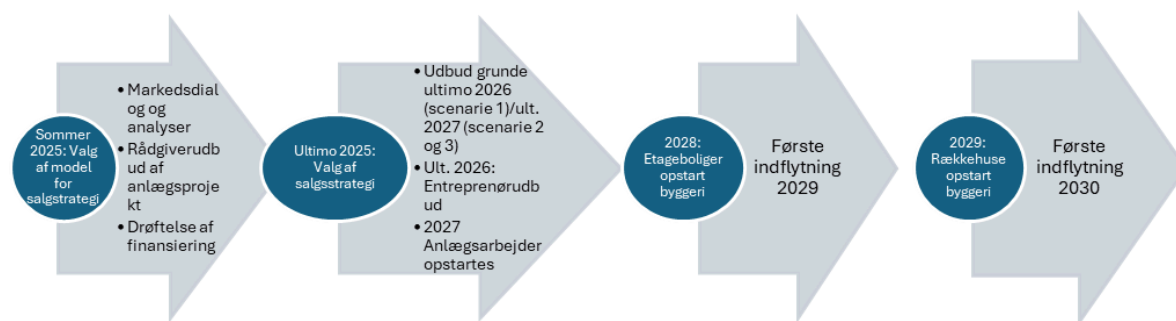 Sommer
2025: Valg
af model
for
salgstrategi
•Markedsdial
og og
analyser
•Rådgiverudb
ud af
anlægsproje
kt
•Drøftelse af
finansiering
Ultimo 2025:
Valg af
salgsstrategi
•Udbud grunde
ultimo 2026
(scenarie 1)/ult.
2027 (scenarie 2
og 3)
•Ult. 2026:
Entreprenørudb
ud
•2027
Anlægsarbejder
opstartes
2028:
Etageboliger
opstart
byggeri
Første
indflytning
2029
2029:
Rækkehuse
opstart
byggeri
Første
indflytning
2030